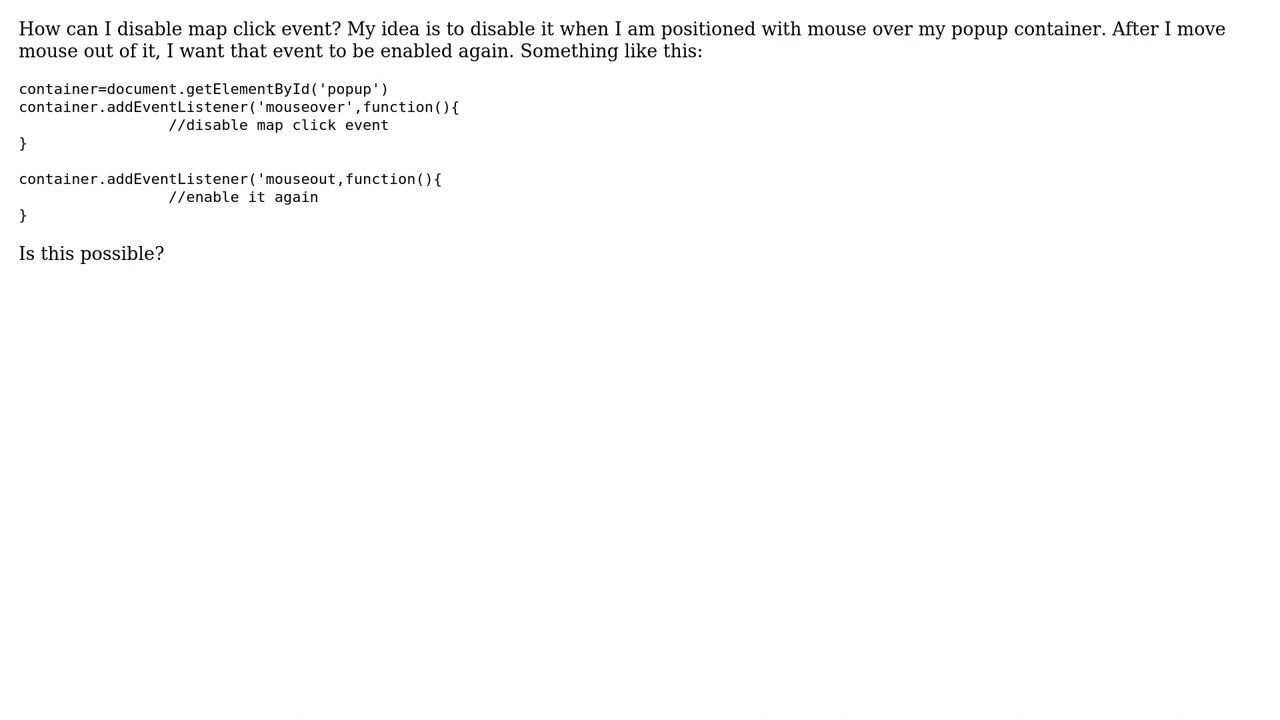 How can I disable map click event? My idea is to disable it when I am positioned with mouse over my popup container. After I move
mouse out of it, I want that event to be enabled again. Something like this:
container=document.getElementById('popup')
container.addEventListener('mouseover',function(){
                 //disable map click event
}
container.addEventListener('mouseout,function(){
                 //enable it again
}
Is this possible?